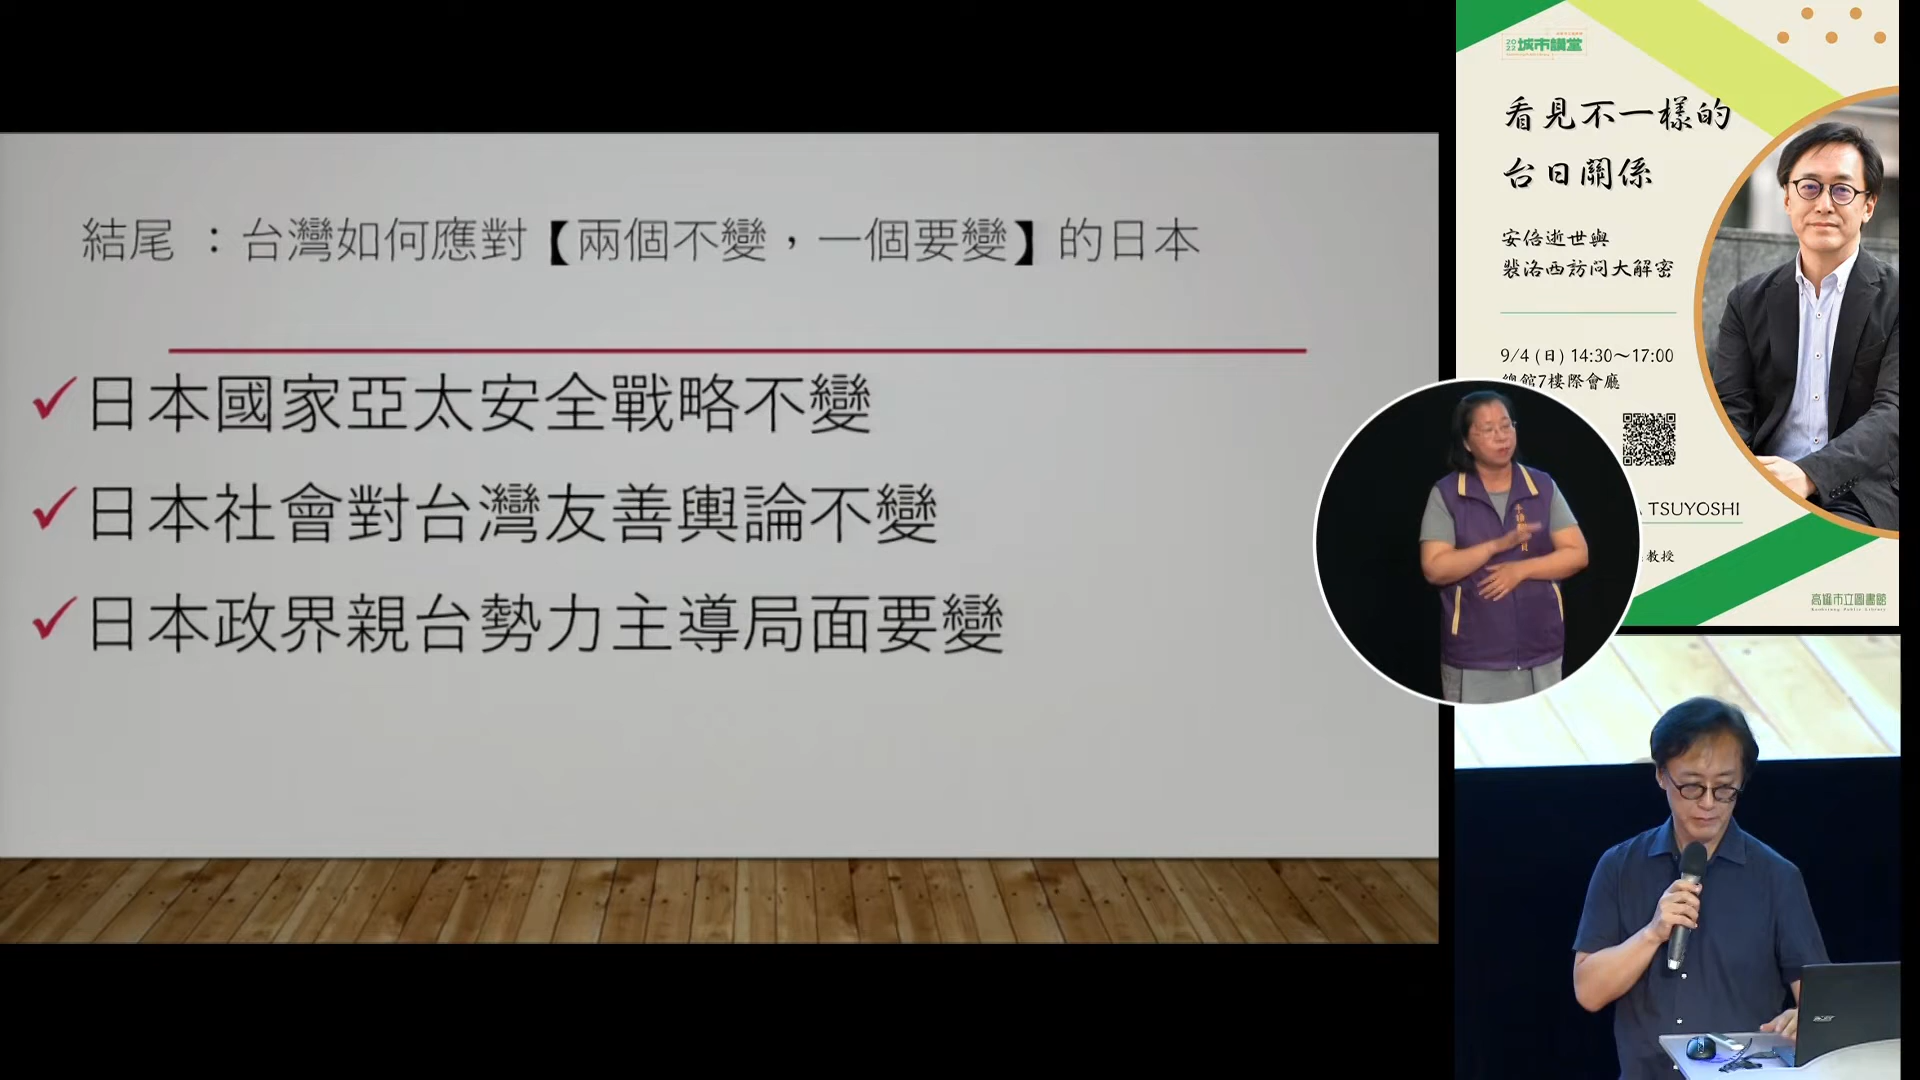 結尾：台灣如何應對【兩個不變，一個要變】的日本
日本國家亞太安全戰略不變
日本社會對台灣友善輿論不變
日本政界親台勢力主導局面要變
2022 城市講堂
看見不一樣的
台日關係
安倍逝世與
裴洛西訪問大解密
9/4 (日) 14:30～17:00
總館7樓際會廳
TSUYOSHI
教授
高雄市立圖書館
Kaohsiung Public Library
acer